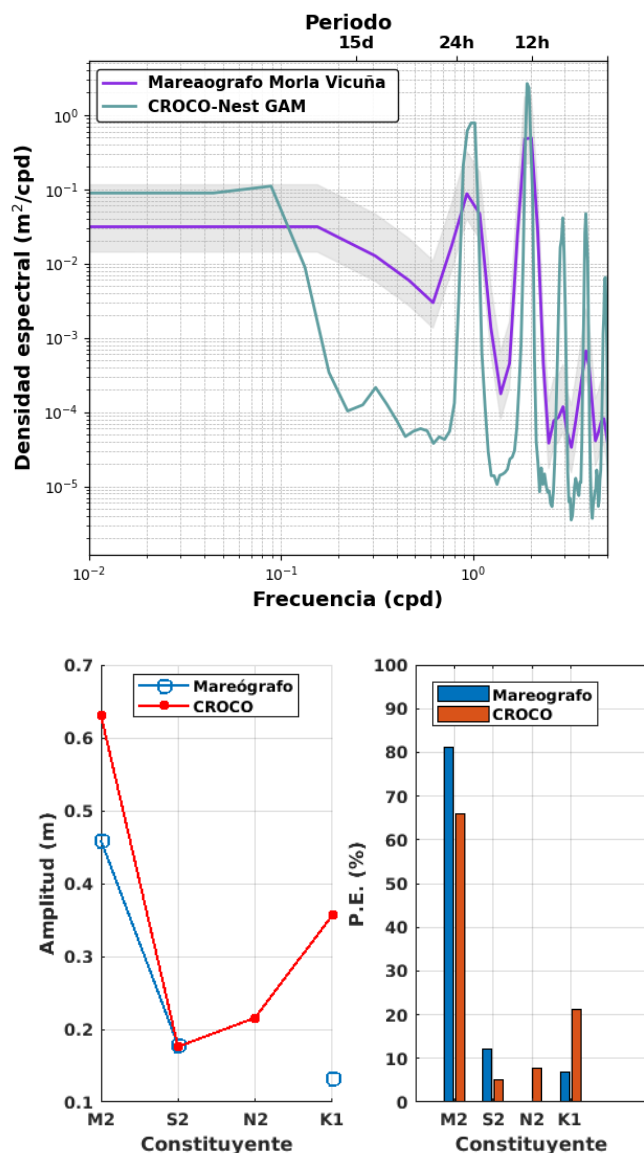 Periodo
15d 24h 12h
Mareaografo Morla Vicuña
CROCO-Nest GAM
Densidad espectral (m²/cpd)
10⁰
10⁻¹
10⁻²
10⁻³
10⁻⁴
10⁻⁵
10⁻² 10⁻¹ 10⁰
Frecuencia (cpd)
Mareógrafo
CROCO
Amplitud (m)
0.7
0.6
0.5
0.4
0.3
0.2
0.1
M2 S2 N2 K1
Constituyente
Mareografo
CROCO
P.E. (%)
100
90
80
70
60
50
40
30
20
10
0
M2 S2 N2 K1
Constituyente